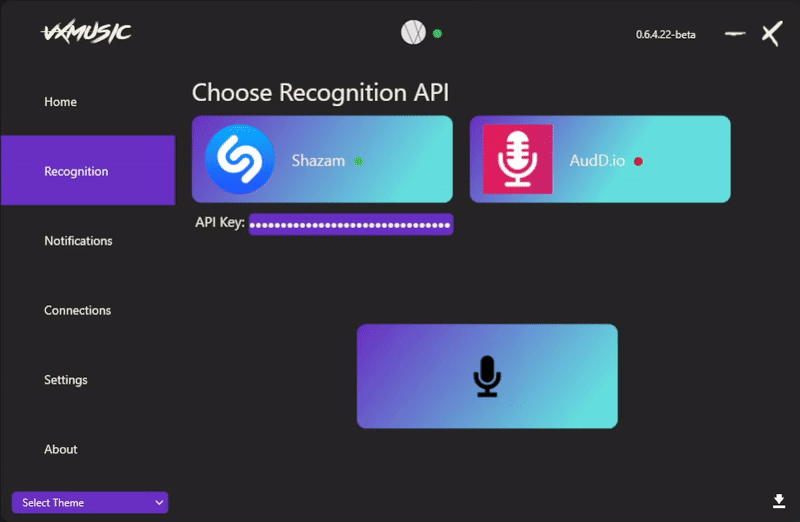 VXMUSIC
0.6.4.22-beta
Home
Recognition
Notifications
Connections
Settings
About
Select Theme
Choose Recognition API
Shazam
AudD.io
API Key: ••••••••••••••••••••••••••••••••